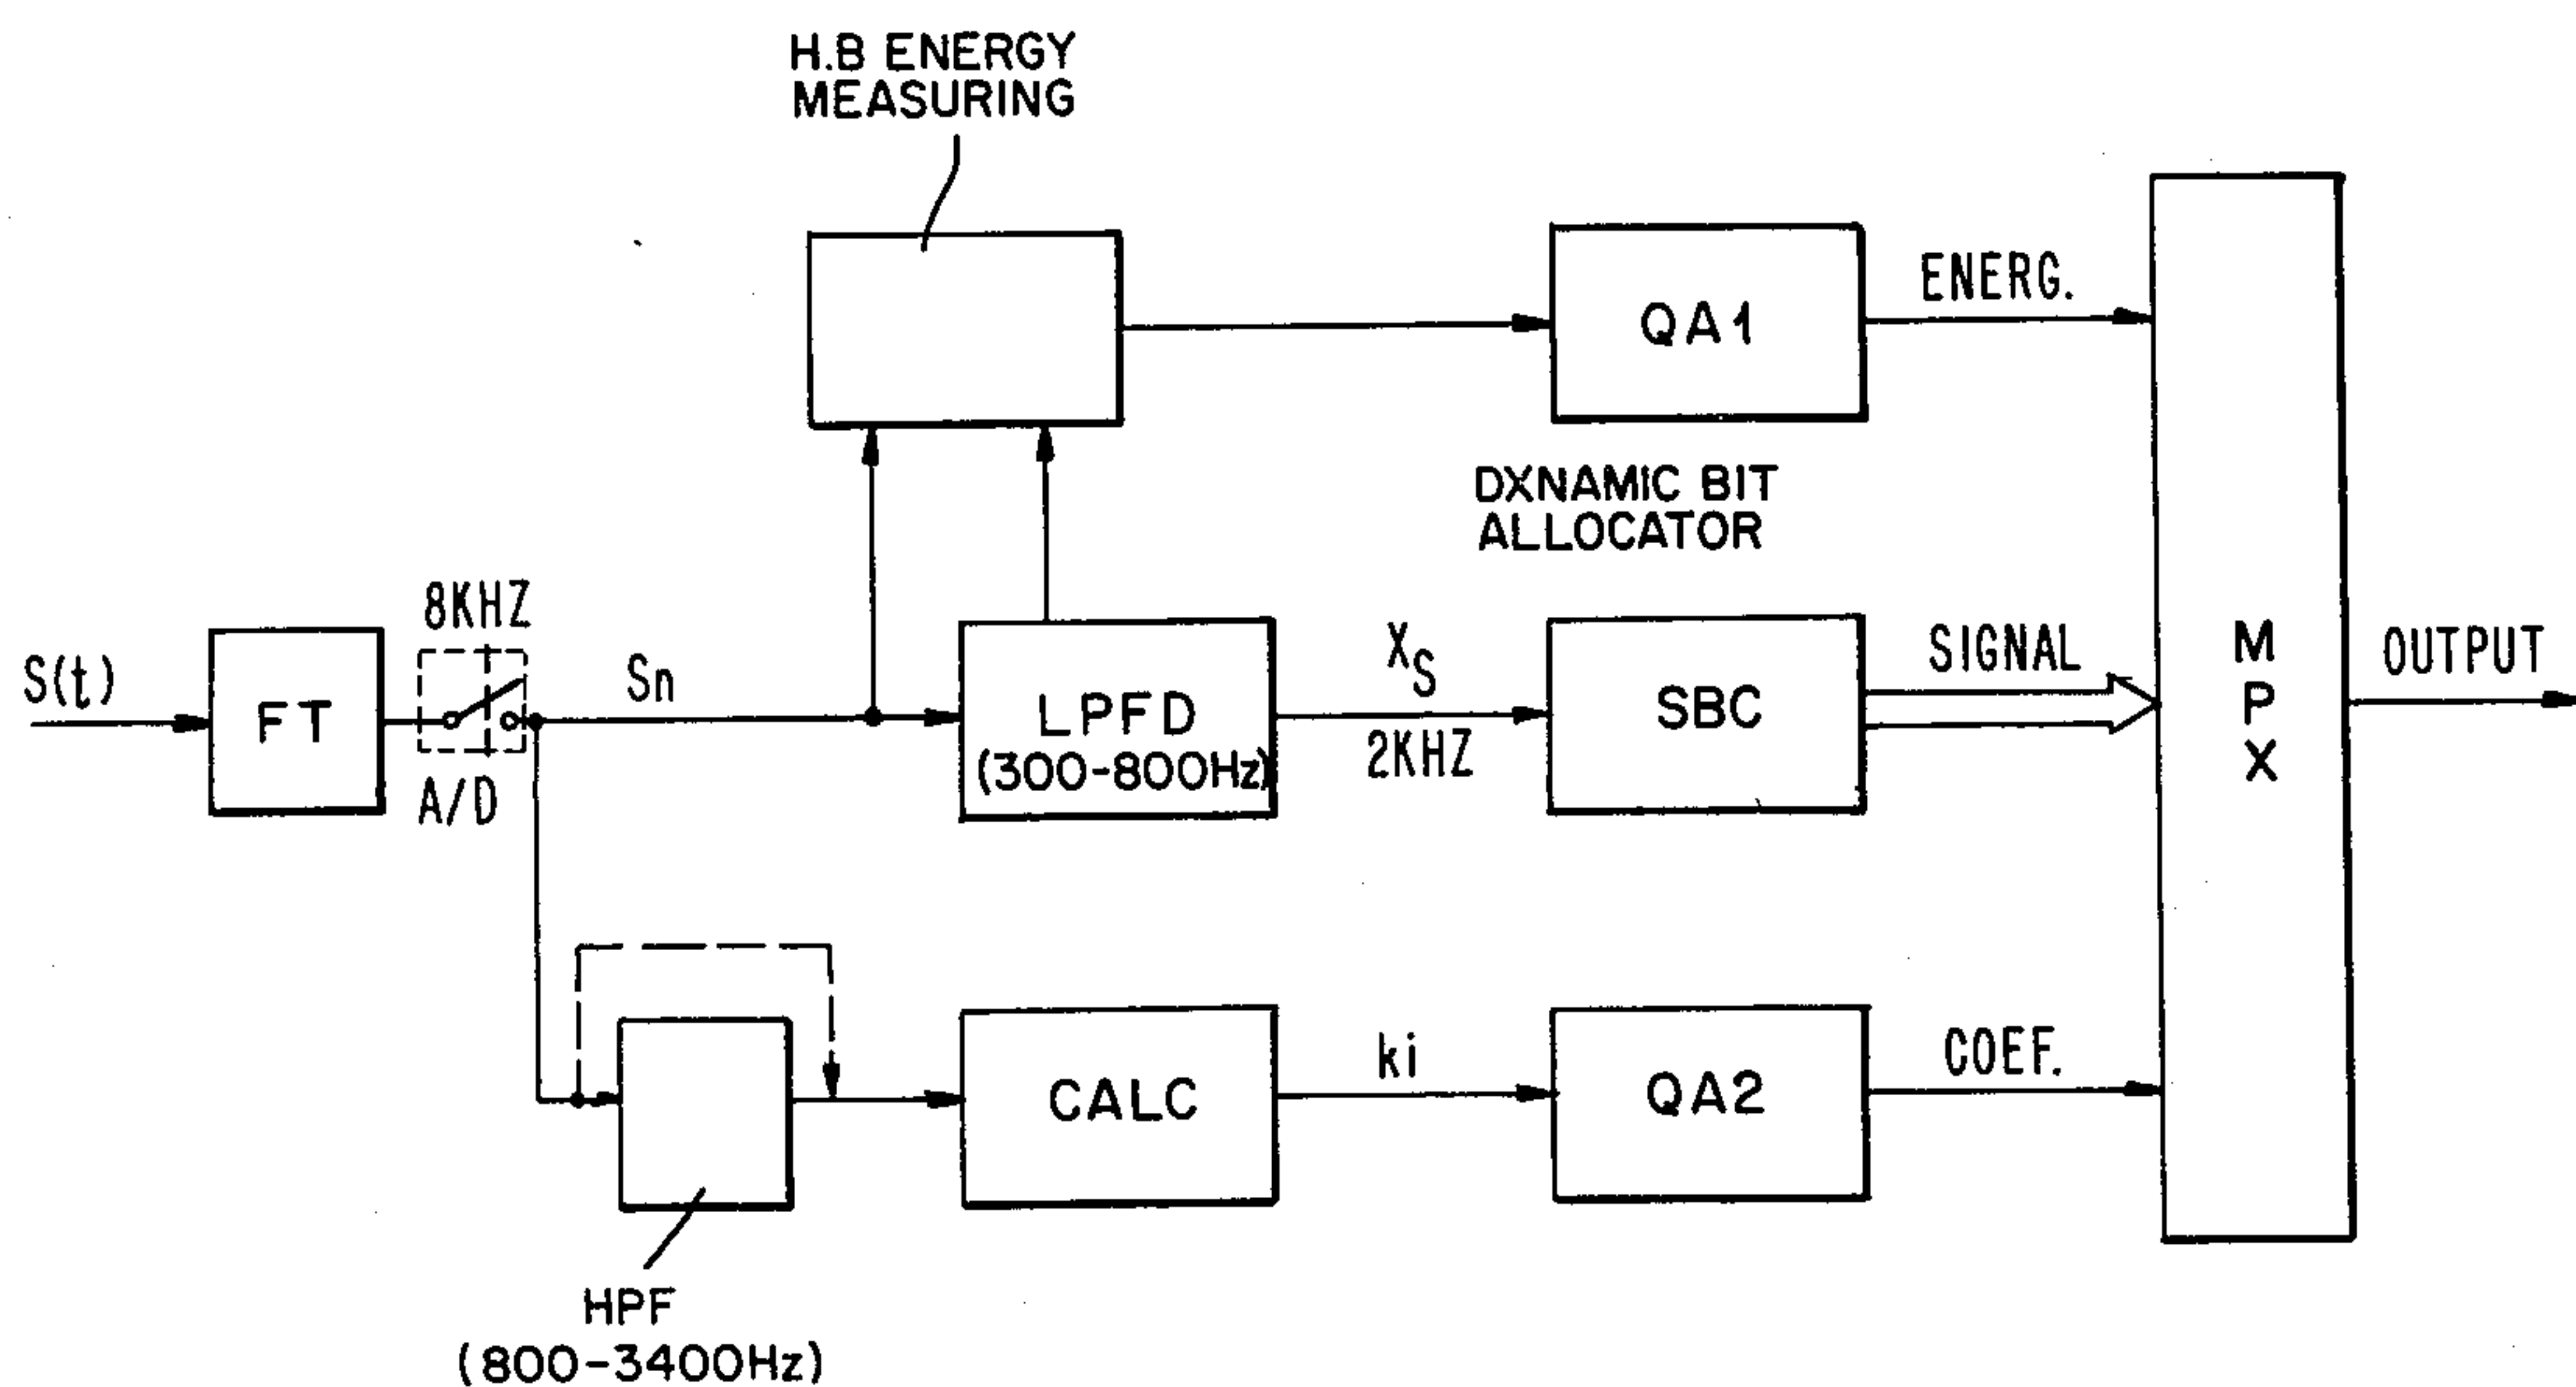 H.B ENERGY
MEASURING
QA1
ENERG.
DXNAMIC BIT
ALLOCATOR
S(t)
FT
8KHZ
A/D
Sn
LPFD
(300-800Hz)
XS
2KHZ
SBC
SIGNAL
M
P
X
OUTPUT
HPF
(800-3400Hz)
CALC
ki
QA2
COEF.